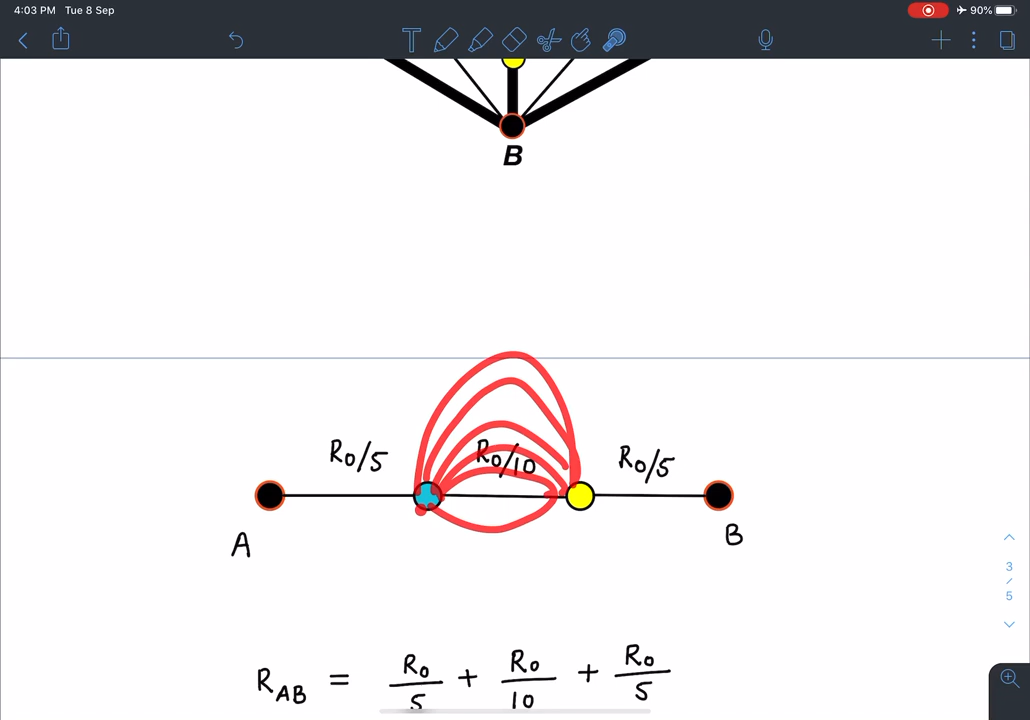 4:03 PM Tue 8 Sep
90%
T
B
R0/5 R0/10 R0/5
A B
3
/
5
RAB = R0/5 + R0/10 + R0/5